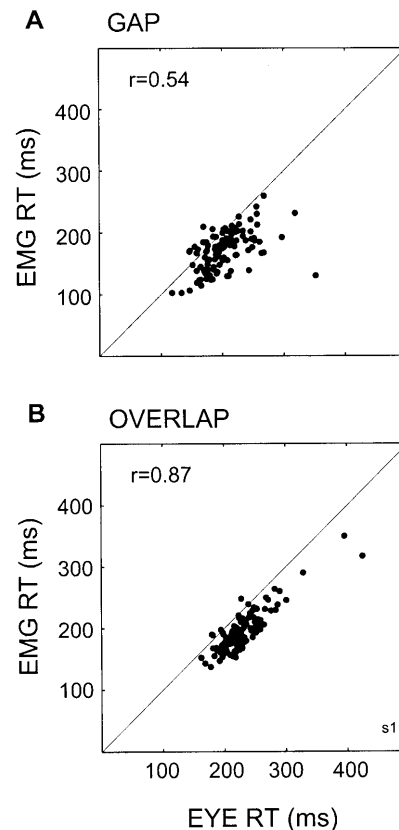 A GAP
r=0.54
EMG RT (ms)
400
300
200
100
B OVERLAP
r=0.87
EMG RT (ms)
400
300
200
100
s1
100 200 300 400
EYE RT (ms)